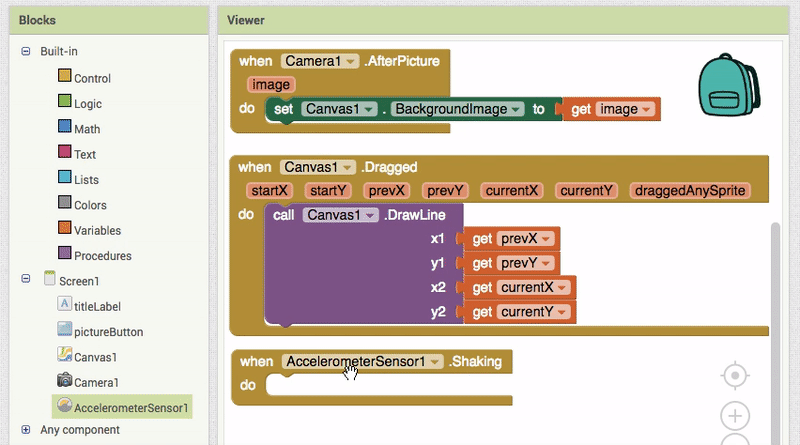 Blocks
Built-in
Control
Logic
Math
Text
Lists
Colors
Variables
Procedures
Screen1
titleLabel
pictureButton
Canvas1
Camera1
AccelerometerSensor1
Any component
Viewer
when Camera1 .AfterPicture
image
do set Canvas1 . BackgroundImage to get image
when Canvas1 .Dragged
startX startY prevX prevY currentX currentY draggedAnySprite
do call Canvas1 .DrawLine
x1 get prevX
y1 get prevY
x2 get currentX
y2 get currentY
when AccelerometerSensor1 .Shaking
do